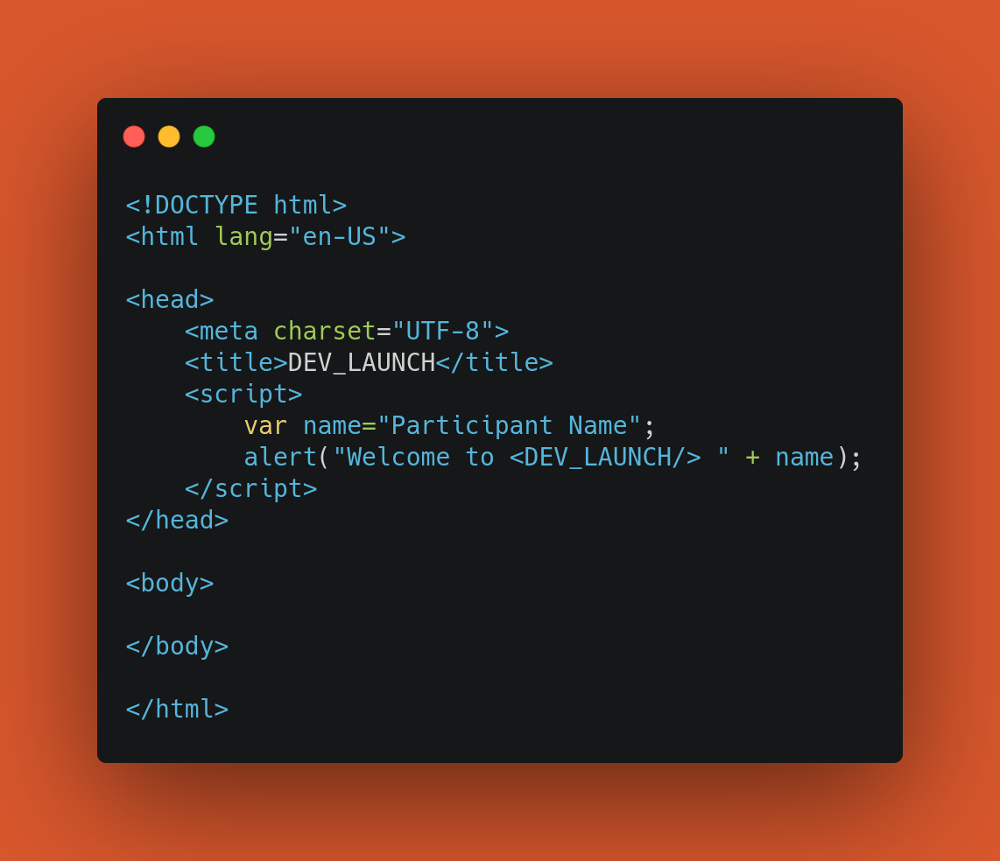 <!DOCTYPE html>
<html lang="en-US">
<head>
    <meta charset="UTF-8">
    <title>DEV_LAUNCH</title>
    <script>
        var name="Participant Name";
        alert("Welcome to <DEV_LAUNCH/> " + name);
    </script>
</head>
<body>
</body>
</html>